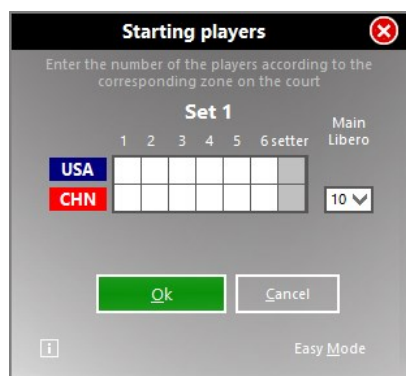 Starting players
Enter the number of the players according to the
corresponding zone on the court
Set 1
Main
Libero
1 2 3 4 5 6 setter
USA
CHN
10
Ok
Cancel
i
Easy Mode